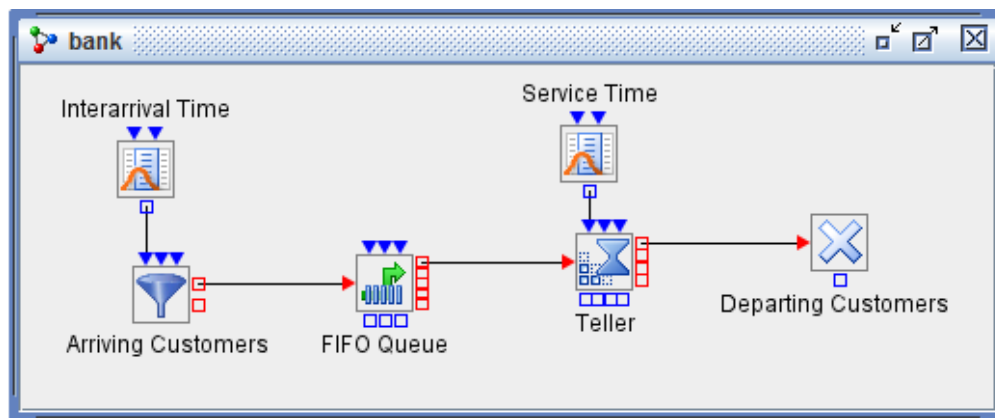 bank
Interarrival Time
Service Time
Arriving Customers
FIFO Queue
Teller
Departing Customers